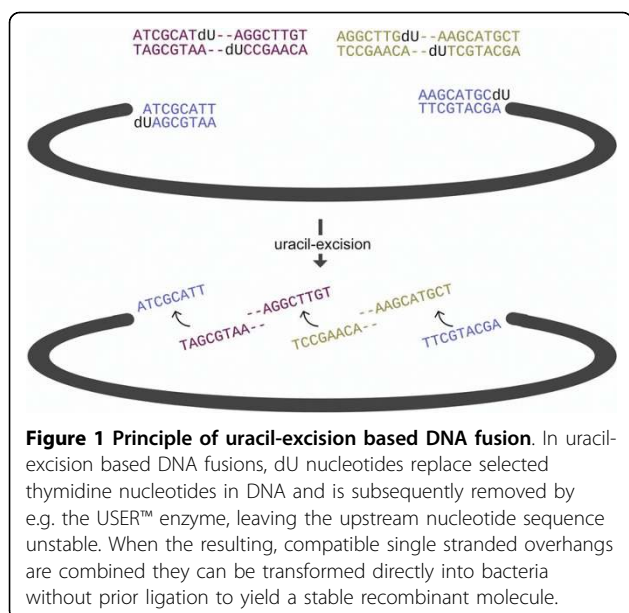 ATCGCATdU--AGGCTTGT AGGCTTGdU--AAGCATGCT
TAGCGTAA--dUCCGAACA TCCGAACA--dUTCGTACGA
ATCGCATT
dUAGCGTAA
AAGCATGCdU
TTCGTACGA
uracil-excision
ATCGCATT
--AGGCTTGT
--AAGCATGCT
TAGCGTAA--
TCCGAACA--
TTCGTACGA
Figure 1 Principle of uracil-excision based DNA fusion. In uracil-
excision based DNA fusions, dU nucleotides replace selected
thymidine nucleotides in DNA and is subsequently removed by
e.g. the USER™ enzyme, leaving the upstream nucleotide sequence
unstable. When the resulting, compatible single stranded overhangs
are combined they can be transformed directly into bacteria
without prior ligation to yield a stable recombinant molecule.